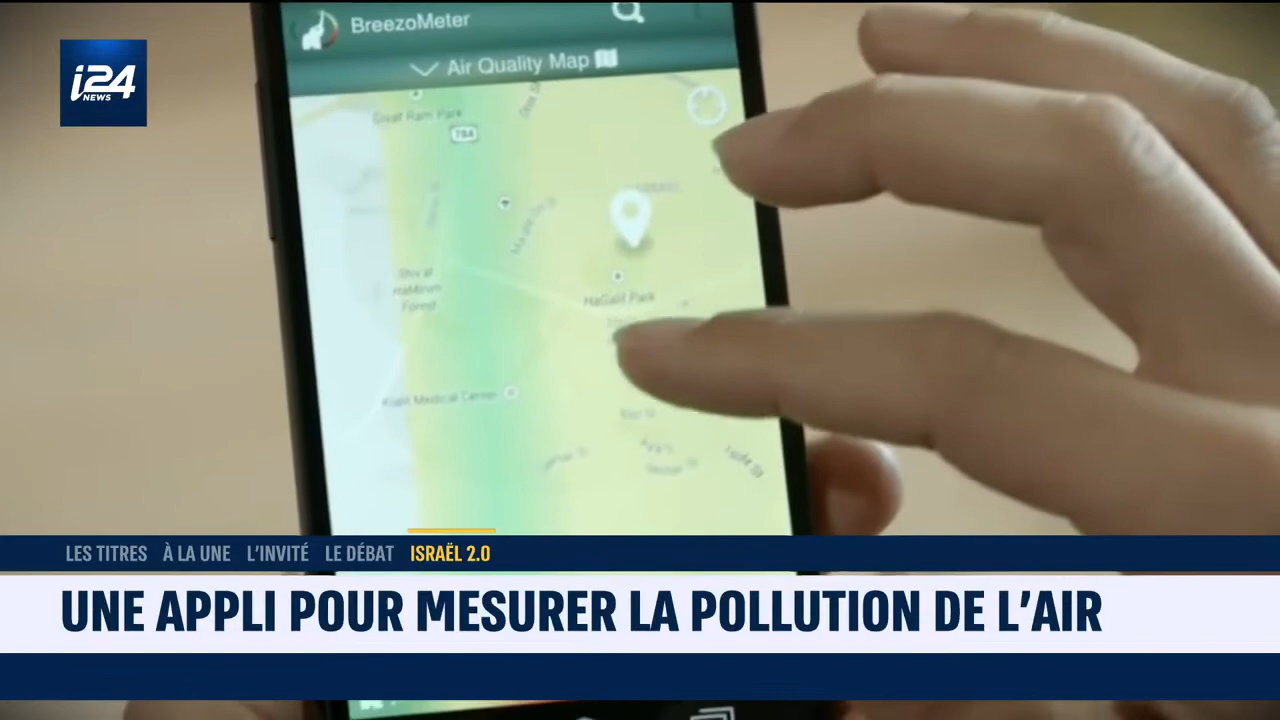 BreezoMeter
Air Quality Map
i24
NEWS
Givat Ram Park
784
HaGalil Park
Forest
Medical Center
LES TITRES À LA UNE L'INVITÉ LE DÉBAT ISRAËL 2.0
UNE APPLI POUR MESURER LA POLLUTION DE L'AIR